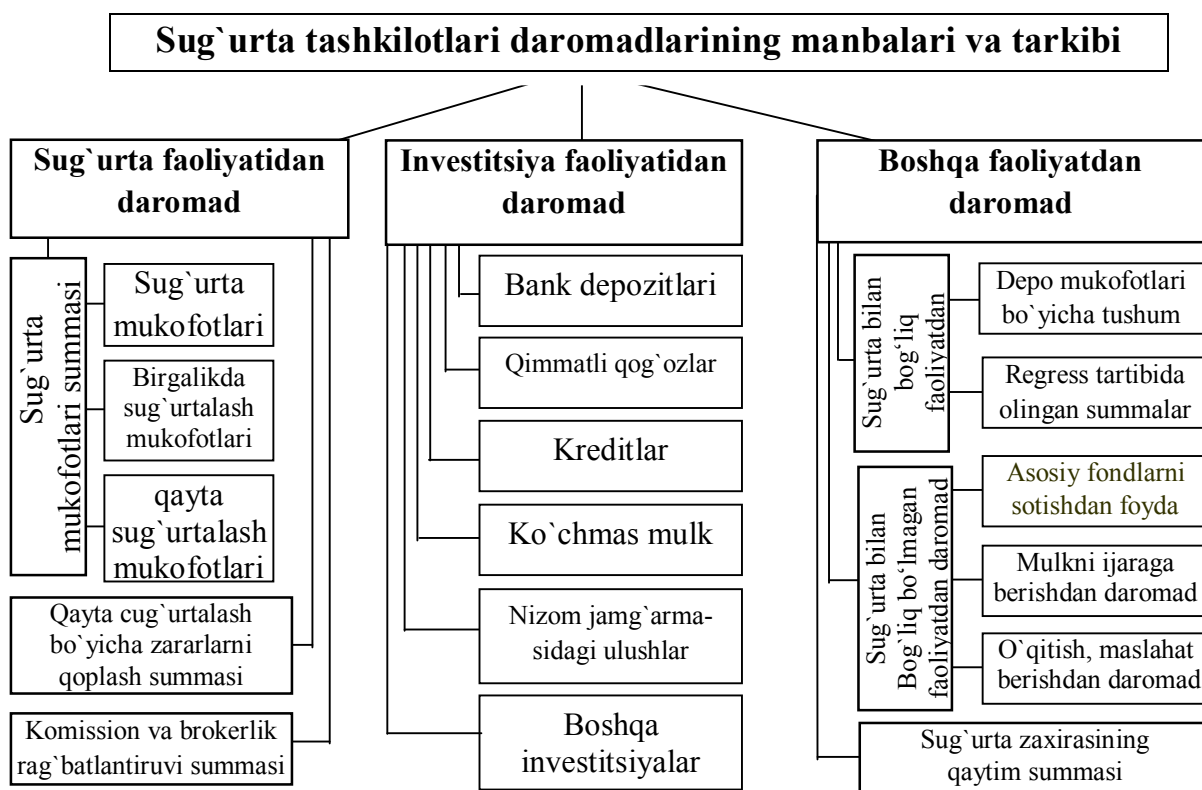 Sug`urta tashkilotlari daromadlarining manbalari va tarkibi
Sug`urta faoliyatidan
daromad
Sug`urta
mukofotlari summasi
Sug`urta
mukofotlari
Birgalikda
sug`urtalash
mukofotlari
qayta
sug`urtalash
mukofotlari
Qayta cug`urtalash
bo`yicha zararlarni
qoplash summasi
Komission va brokerlik
rag`batlantiruvi summasi
Investitsiya faoliyatidan
daromad
Bank depozitlari
Qimmatli qog`ozlar
Kreditlar
Ko`chmas mulk
Nizom jamg`arma-
sidagi ulushlar
Boshqa
investitsiyalar
Boshqa faoliyatdan
daromad
Sug`urta bilan
bog‘liq
faoliyatdan
Depo mukofotlari
bo`yicha tushum
Regress tartibida
olingan summalar
Sug`urta bilan
Bog`liq bo‘lmagan
faoliyatdan daromad
Asosiy fondlarni
sotishdan foyda
Mulkni ijaraga
berishdan daromad
O`qitish, maslahat
berishdan daromad
Sug`urta zaxirasining
qaytim summasi